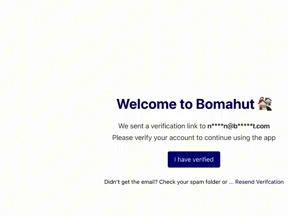 Welcome to Bomahut
We sent a verification link to n****n@b*****t.com
Please verify your account to continue using the app
I have verified
Didn't get the email? Check your spam folder or ... Resend Verifcation